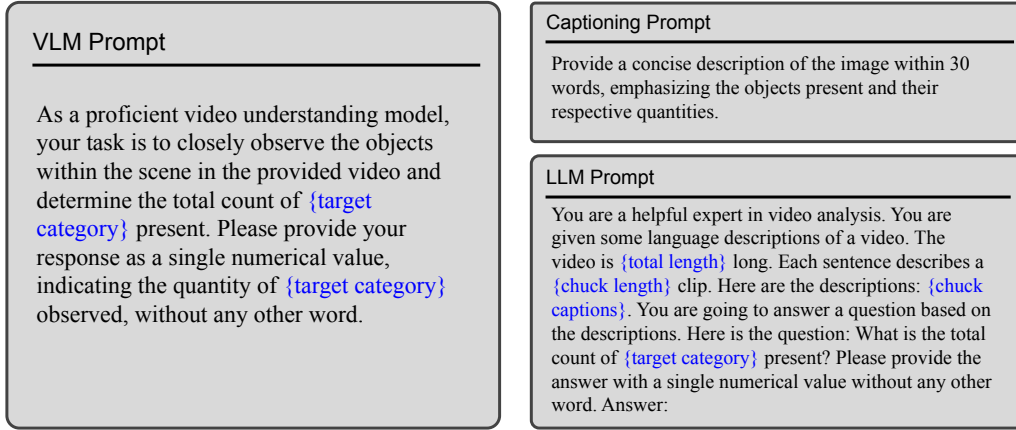 VLM Prompt
As a proficient video understanding model,
your task is to closely observe the objects
within the scene in the provided video and
determine the total count of {target
category} present. Please provide your
response as a single numerical value,
indicating the quantity of {target category}
observed, without any other word.
Captioning Prompt
Provide a concise description of the image within 30
words, emphasizing the objects present and their
respective quantities.
LLM Prompt
You are a helpful expert in video analysis. You are
given some language descriptions of a video. The
video is {total length} long. Each sentence describes a
{chuck length} clip. Here are the descriptions: {chuck
captions}. You are going to answer a question based on
the descriptions. Here is the question: What is the total
count of {target category} present? Please provide the
answer with a single numerical value without any other
word. Answer: